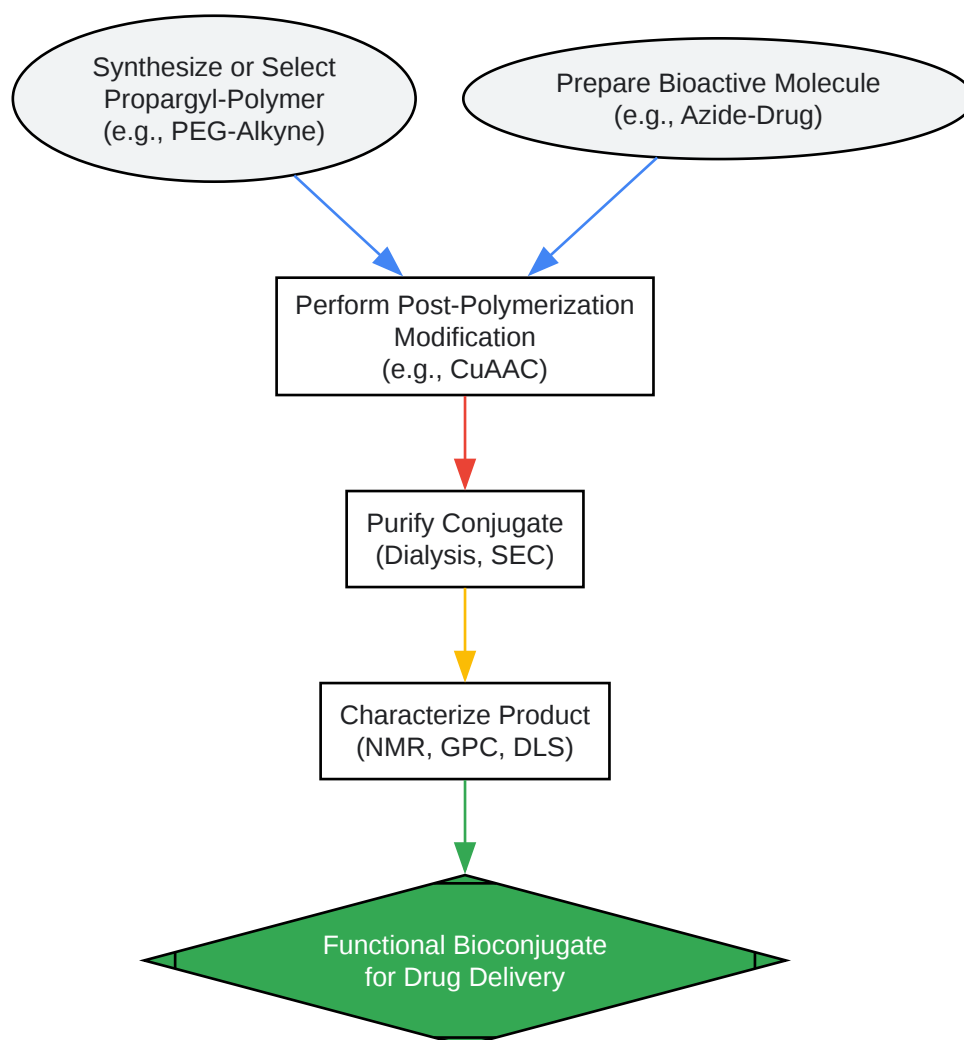 Synthesize or Select
Propargyl-Polymer
(e.g., PEG-Alkyne)
Prepare Bioactive Molecule
(e.g., Azide-Drug)
Perform Post-Polymerization
Modification
(e.g., CuAAC)
Purify Conjugate
(Dialysis, SEC)
Characterize Product
(NMR, GPC, DLS)
Functional Bioconjugate
for Drug Delivery